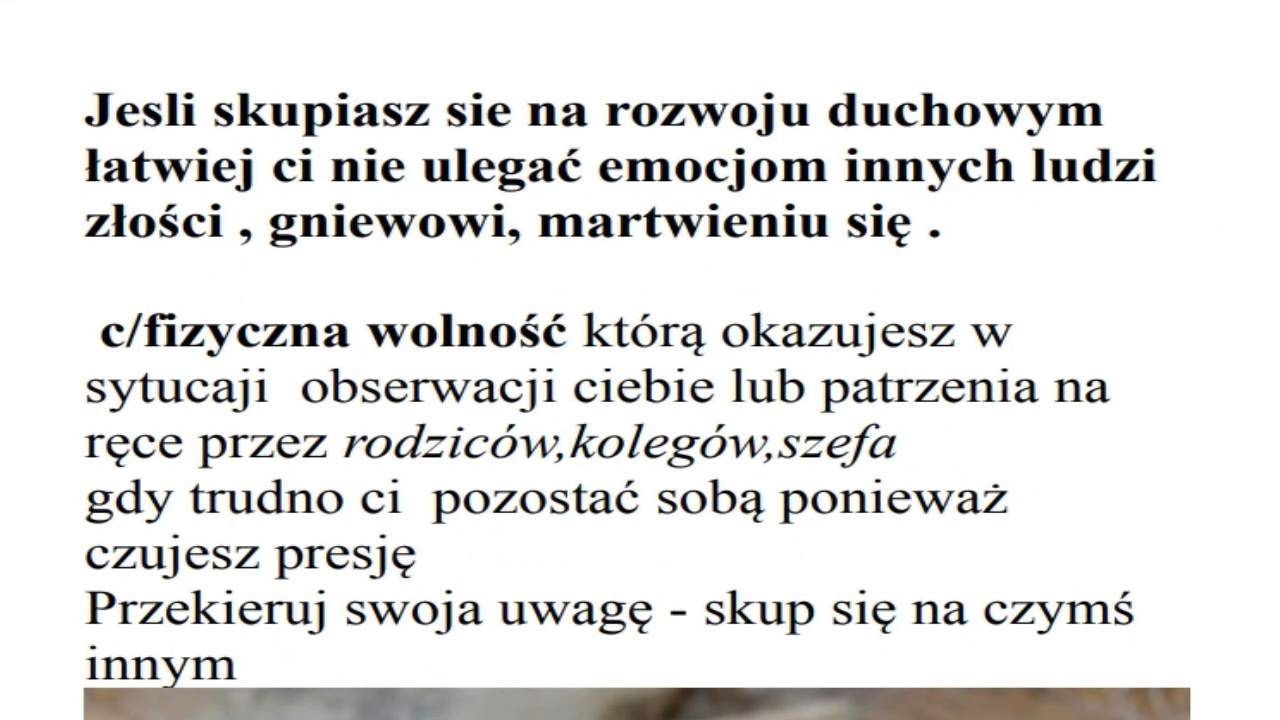 Jesli skupiasz sie na rozwoju duchowym
łatwiej ci nie ulegać emocjom innych ludzi
złości , gniewowi, martwieniu się .
c/fizyczna wolność którą okazujesz w
sytucaji obserwacji ciebie lub patrzenia na
ręce przez rodziców,kolegów,szefa
gdy trudno ci pozostać sobą ponieważ
czujesz presję
Przekieruj swoja uwagę - skup się na czymś
innym